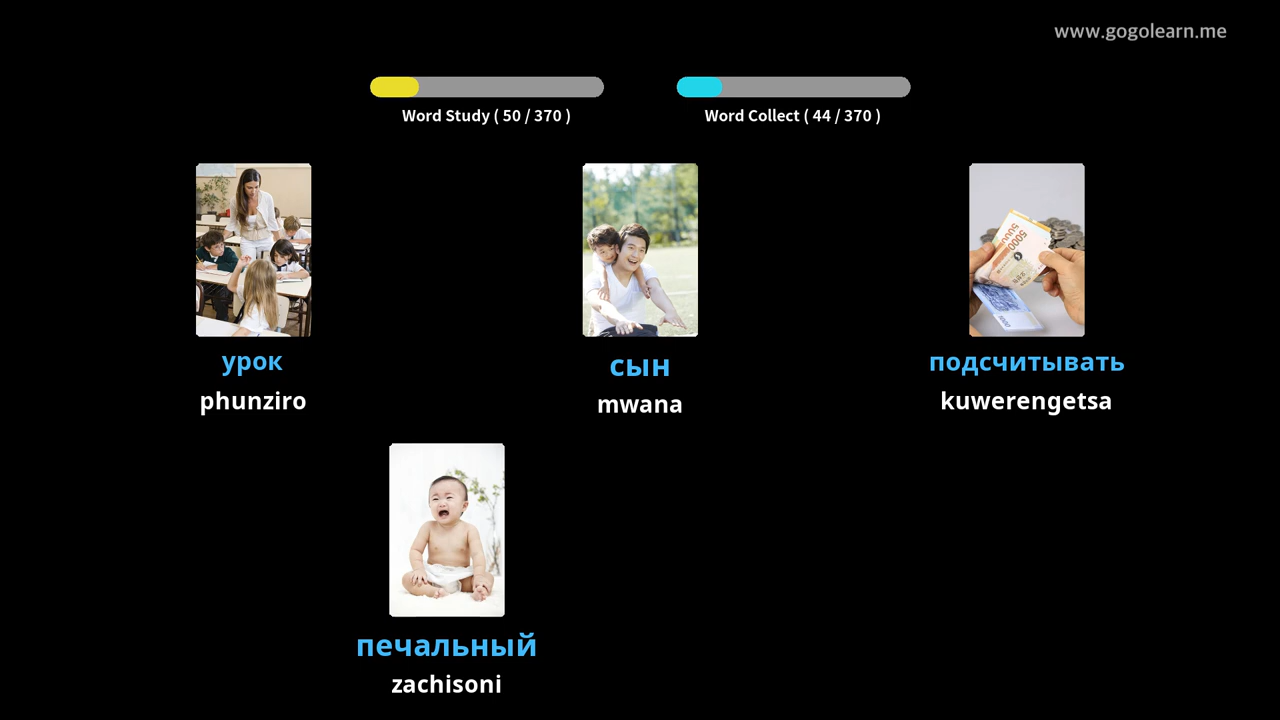 www.gogolearn.me
Word Study ( 50 / 370 )
Word Collect ( 44 / 370 )
урок
phunziro
сын
mwana
подсчитывать
kuwerengetsa
печальный
zachisoni